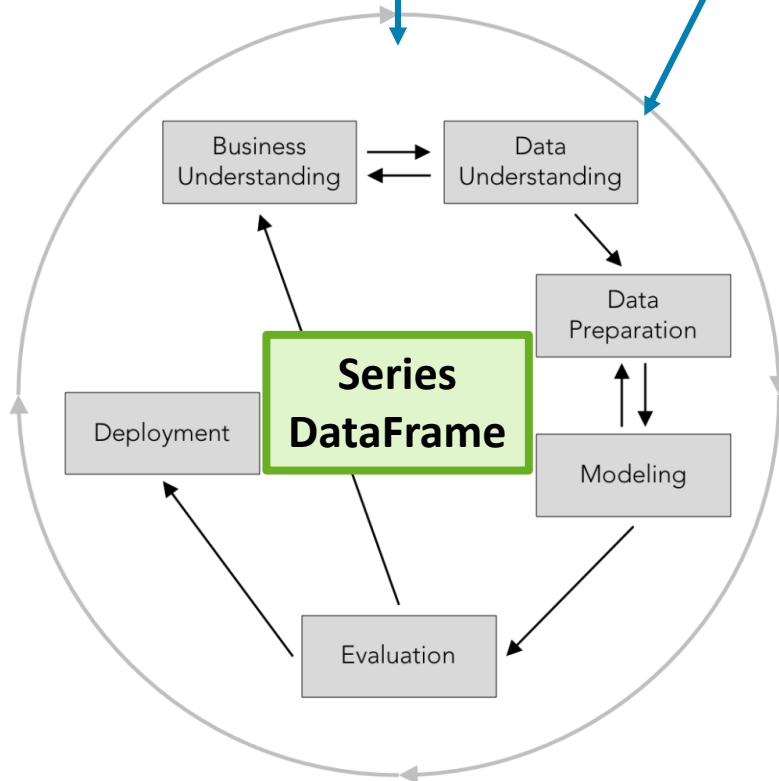 Business
Understanding
Data
Understanding
Data
Preparation
Series
DataFrame
Deployment
Modeling
Evaluation